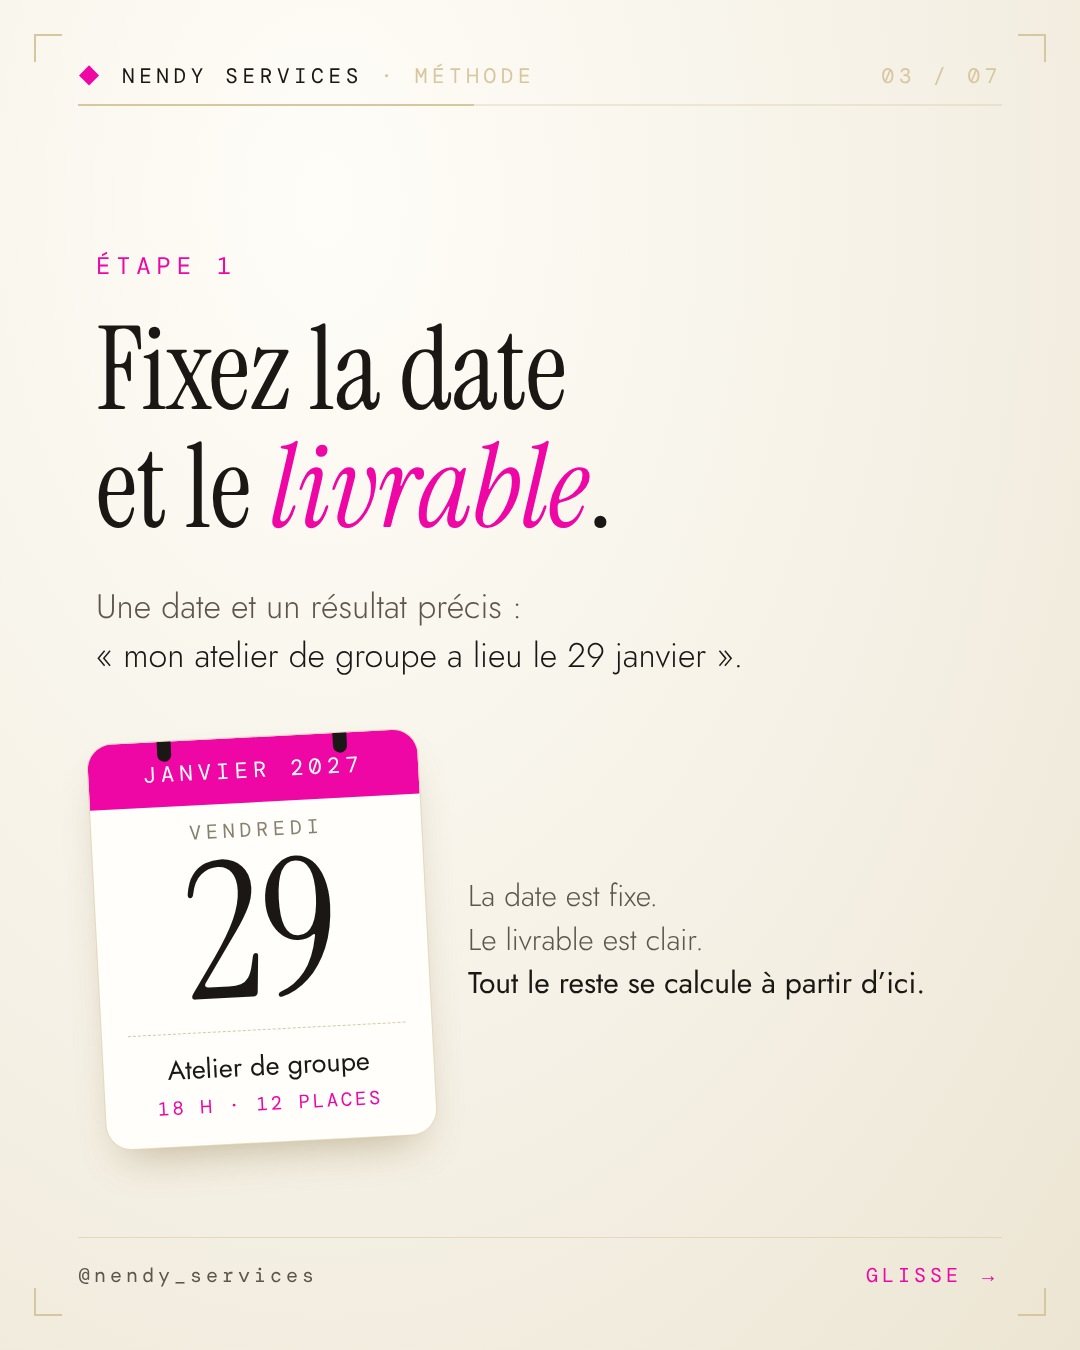 NENDY SERVICES · MÉTHODE
03 / 07
ÉTAPE 1
Fixez la date
et le livrable.
Une date et un résultat précis :
« mon atelier de groupe a lieu le 29 janvier ».
JANVIER 2027
VENDREDI
29
Atelier de groupe
18 H · 12 PLACES
La date est fixe.
Le livrable est clair.
Tout le reste se calcule à partir d’ici.
@nendy_services
GLISSE →